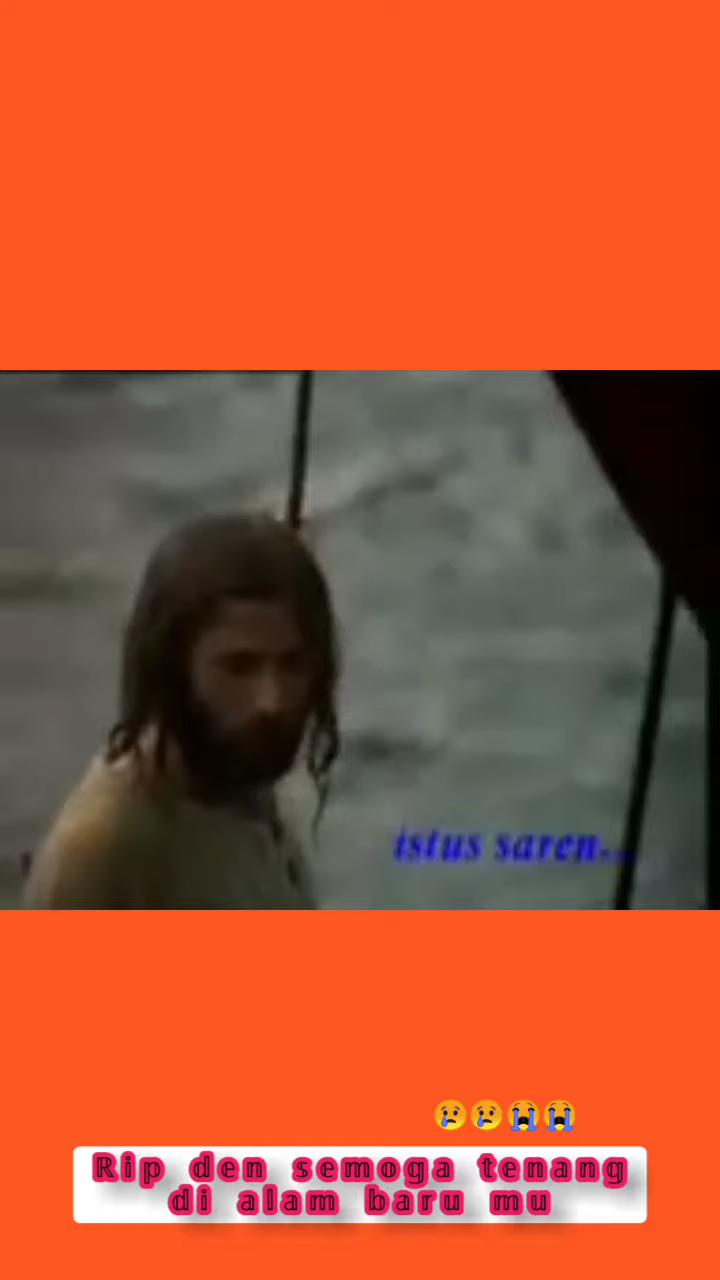 istus saren...
😢😢😭😭
Rip den semoga tenang
di alam baru mu